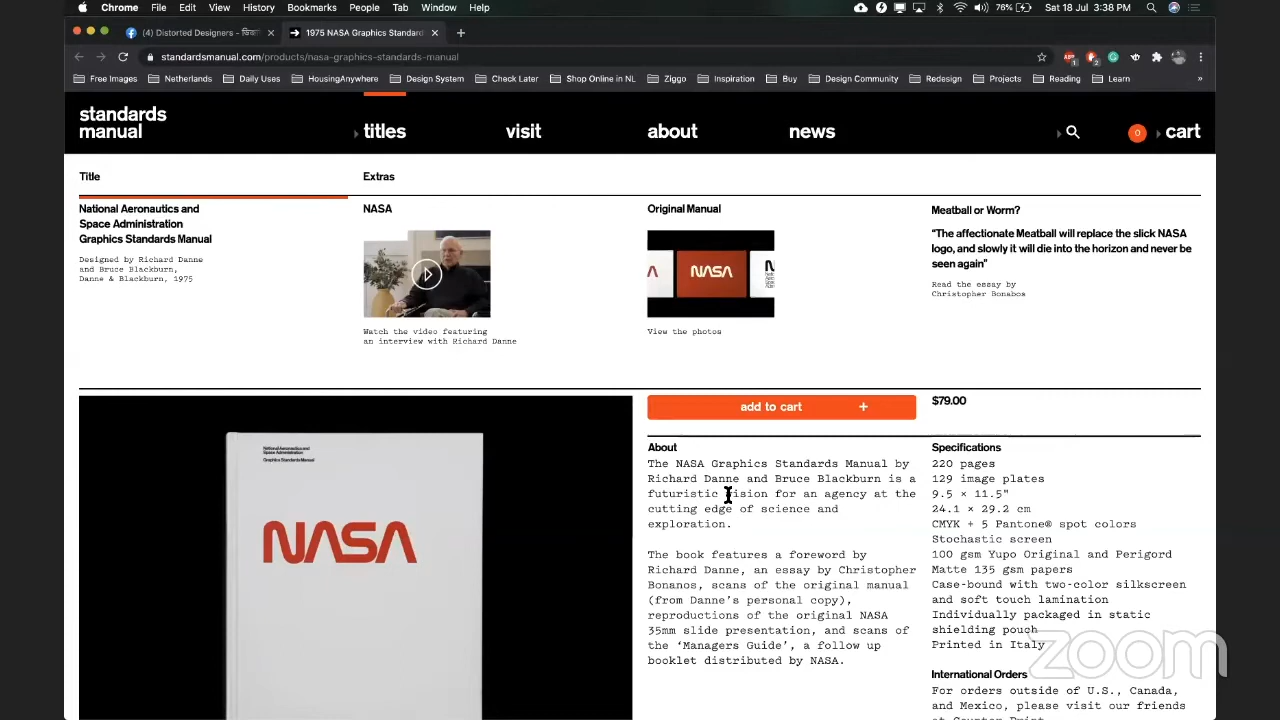 Chrome File Edit View History Bookmarks People Tab Window Help 76% Sat 18 Jul 3:38 PM
(4) Distorted Designers - 1975 NASA Graphics Standard
standardsmanual.com/products/nasa-graphics-standards-manual
Free Images Netherlands Daily Uses HousingAnywhere Design System Check Later Shop Online in NL Ziggo Inspiration Buy Design Community Redesign Projects Reading Learn »
standards
manual
titles visit about news 0 cart
Title Extras
National Aeronautics and
Space Administration
Graphics Standards Manual
Designed by Richard Danne
and Bruce Blackburn,
Danne & Blackburn, 1975
NASA
Watch the video featuring
an interview with Richard Danne
Original Manual
NASA
View the photos
Meatball or Worm?
“The affectionate Meatball will replace the slick NASA
logo, and slowly it will die into the horizon and never be
seen again”
Read the essay by
Christopher Bonabos
add to cart +
$79.00
National Aeronautics and
Space Administration
Graphics Standards Manual
NASA
About
The NASA Graphics Standards Manual by
Richard Danne and Bruce Blackburn is a
futuristic vision for an agency at the
cutting edge of science and
exploration.
The book features a foreword by
Richard Danne, an essay by Christopher
Bonanos, scans of the original manual
(from Danne’s personal copy),
reproductions of the original NASA
35mm slide presentation, and scans of
the ‘Managers Guide’, a follow up
booklet distributed by NASA.
Specifications
220 pages
129 image plates
9.5 × 11.5"
24.1 × 29.2 cm
CMYK + 5 Pantone® spot colors
Stochastic screen
100 gsm Yupo Original and Perigord
Matte 135 gsm papers
Case-bound with two-color silkscreen
and soft touch lamination
Individually packaged in static
shielding pouch
Printed in Italy
International Orders
For orders outside of U.S., Canada,
and Mexico, please visit our friends
at Counter-Print
zoom